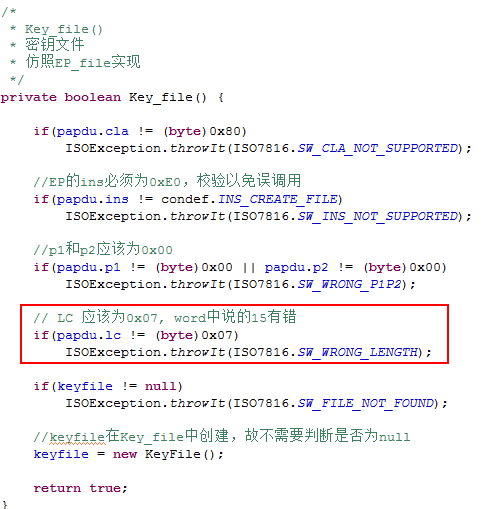 /*
 * Key_file()
 * 密钥文件
 * 仿照EP_file实现
 */
private boolean Key_file() {
if(papdu.cla != (byte)0x80)
ISOException.throwIt(ISO7816.SW_CLA_NOT_SUPPORTED);
//EP的ins必须为0xE0，校验以免误调用
if(papdu.ins != condef.INS_CREATE_FILE)
ISOException.throwIt(ISO7816.SW_INS_NOT_SUPPORTED);
//p1和p2应该为0x00
if(papdu.p1 != (byte)0x00 || papdu.p2 != (byte)0x00)
ISOException.throwIt(ISO7816.SW_WRONG_P1P2);
// LC 应该为0x07, word中说的15有错
if(papdu.lc != (byte)0x07)
ISOException.throwIt(ISO7816.SW_WRONG_LENGTH);
if(keyfile != null)
ISOException.throwIt(ISO7816.SW_FILE_NOT_FOUND);
//keyfile在Key_file中创建，故不需要判断是否为null
keyfile = new KeyFile();
return true;
}